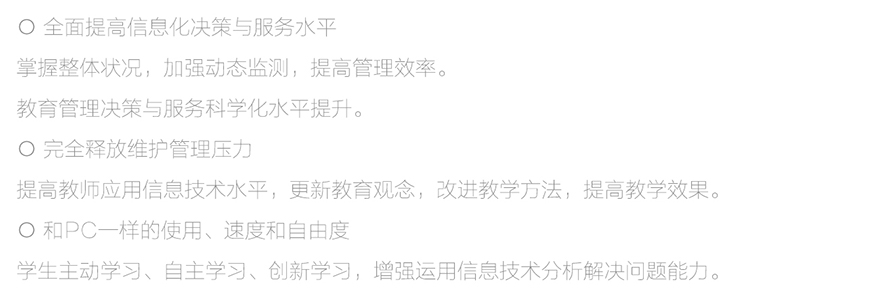 ○ 全面提高信息化决策与服务水平
掌握整体状况，加强动态监测，提高管理效率。
教育管理决策与服务科学化水平提升。
○ 完全释放维护管理压力
提高教师应用信息技术水平，更新教育观念，改进教学方法，提高教学效果。
○ 和PC一样的使用、速度和自由度
学生主动学习、自主学习、创新学习，增强运用信息技术分析解决问题能力。